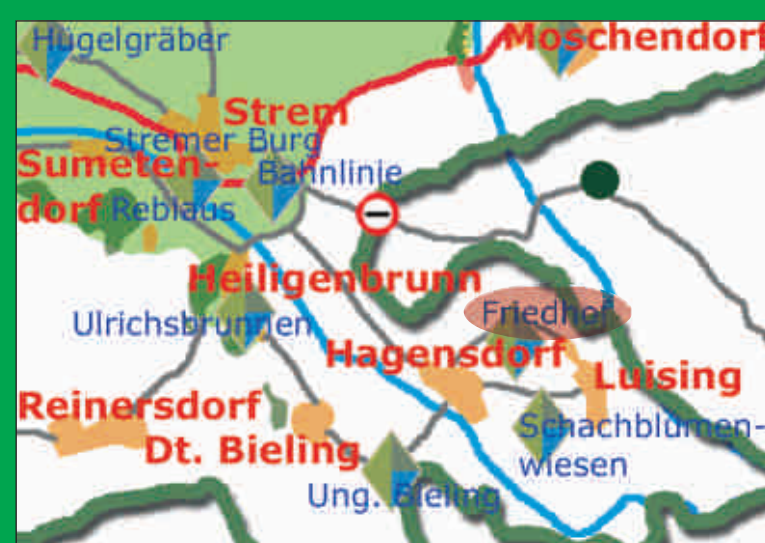 Hügelgräber
Moschendorf
Strem
Stremer Burg
Sumeten-
dorf
Bahnlinie
Reblaus
Heiligenbrunn
Ulrichsbrunnen
Friedhof
Hagensdorf
Luising
Reinersdorf
Dt. Bieling
Schachblumen-
wiesen
Ung. Bieling